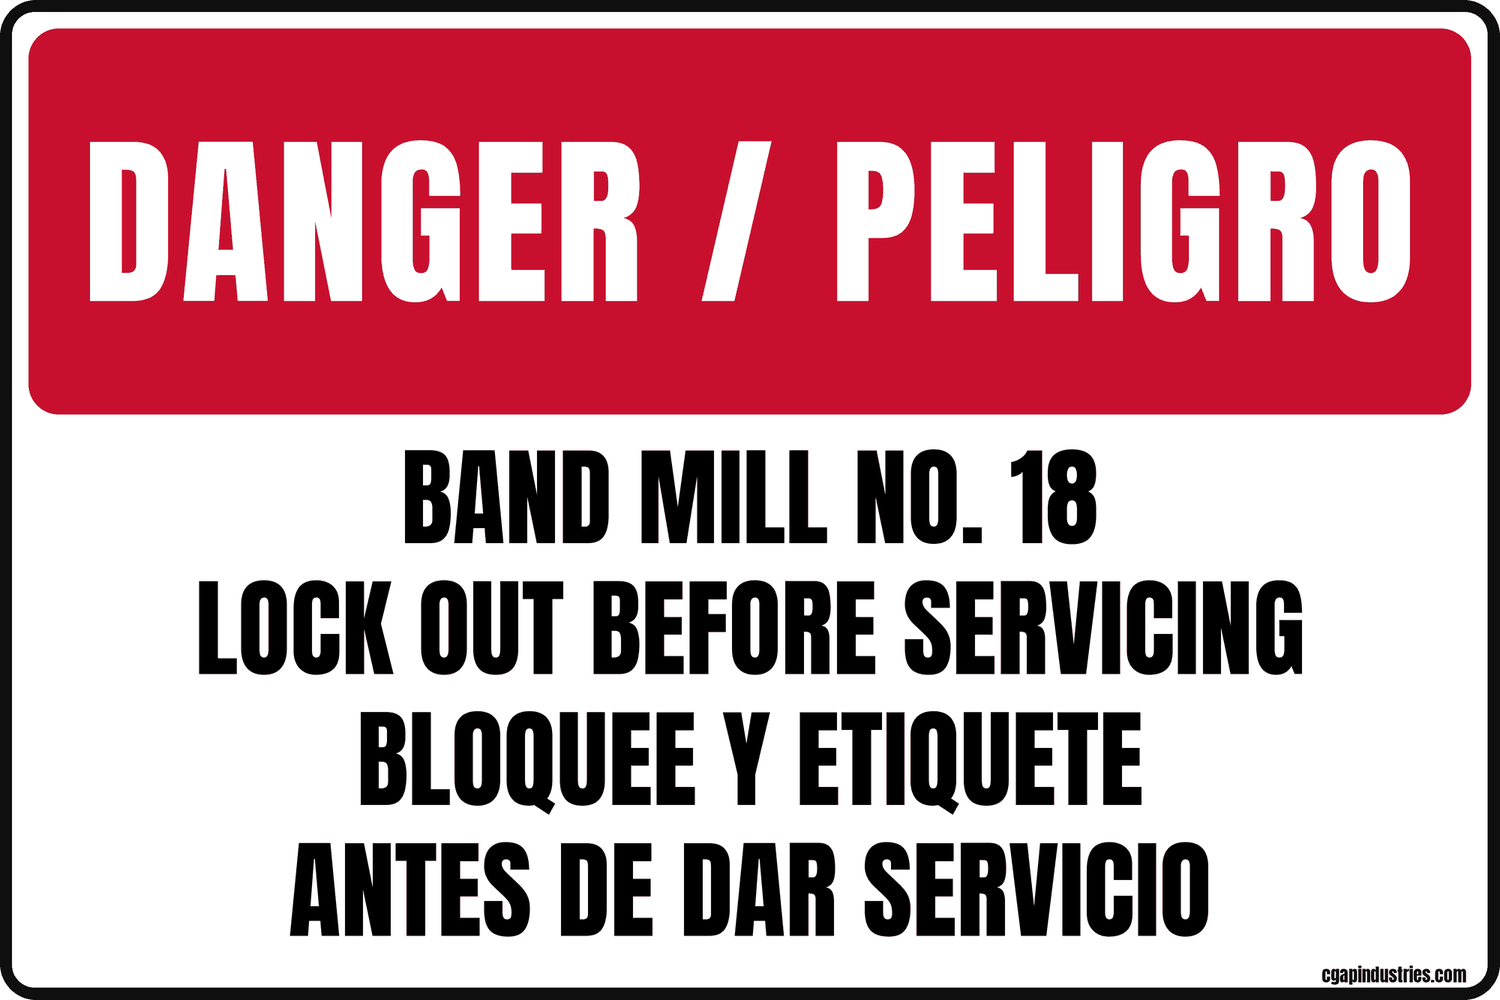 DANGER / PELIGRO
BAND MILL NO. 18
LOCK OUT BEFORE SERVICING
BLOQUEE Y ETIQUETE
ANTES DE DAR SERVICIO
cgapindustries.com